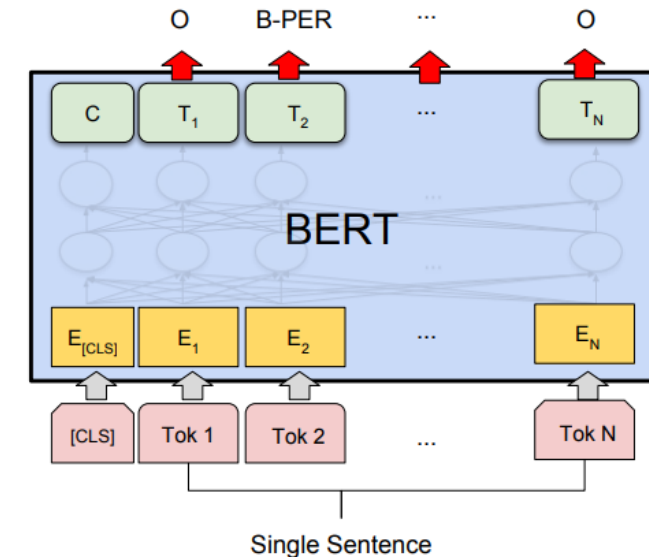 O B-PER ... O
C T1 T2 ... TN
...
BERT
...
E[CLS] E1 E2 ... EN
[CLS] Tok 1 Tok 2 ... Tok N
Single Sentence